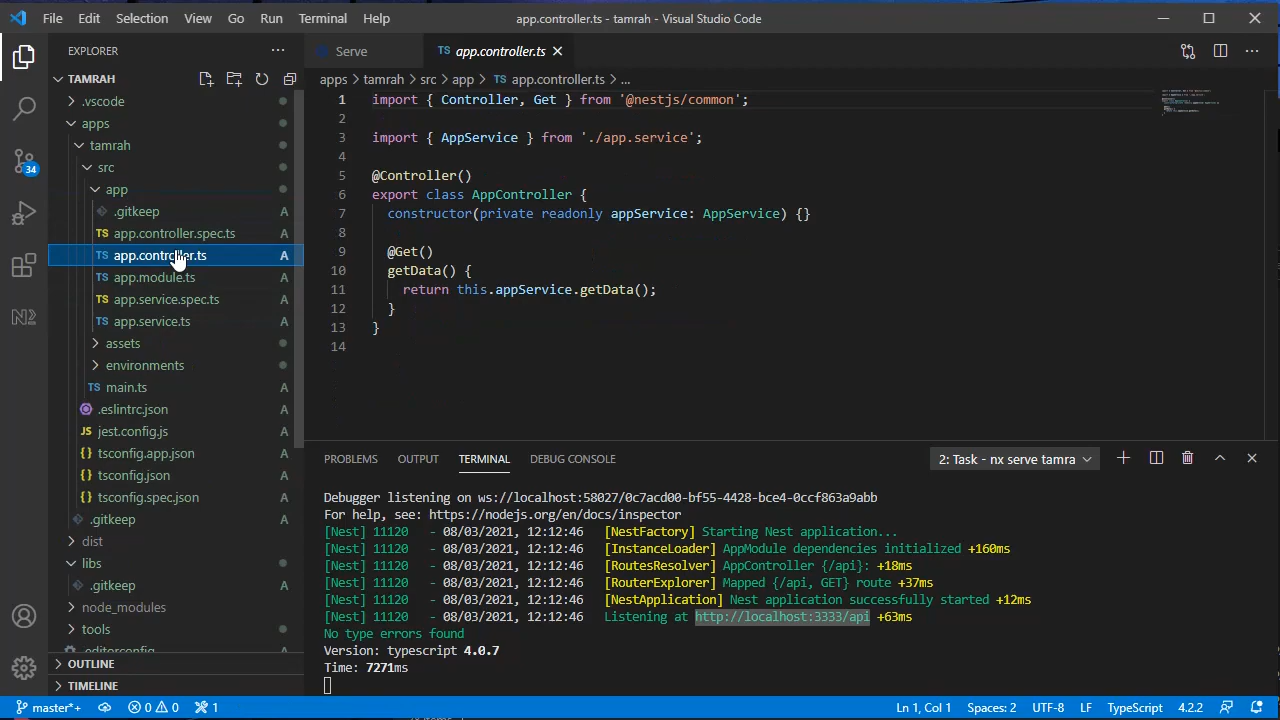 File Edit Selection View Go Run Terminal Help
app.controller.ts - tamrah - Visual Studio Code
EXPLORER
TAMRAH
.vscode
apps
tamrah
src
app
.gitkeep A
TS app.controller.spec.ts A
TS app.controller.ts A
TS app.module.ts A
TS app.service.spec.ts A
TS app.service.ts A
assets
environments
TS main.ts A
.eslintrc.json A
JS jest.config.js A
{} tsconfig.app.json A
{} tsconfig.json A
{} tsconfig.spec.json A
.gitkeep A
dist
libs
.gitkeep A
node_modules
tools
.editorconfig
OUTLINE
TIMELINE
34
Serve
TS app.controller.ts
apps > tamrah > src > app > TS app.controller.ts > ...
1 import { Controller, Get } from '@nestjs/common';
2
3 import { AppService } from './app.service';
4
5 @Controller()
6 export class AppController {
7 constructor(private readonly appService: AppService) {}
8
9 @Get()
10 getData() {
11 return this.appService.getData();
12 }
13 }
14
PROBLEMS OUTPUT TERMINAL DEBUG CONSOLE
2: Task - nx serve tamra
Debugger listening on ws://localhost:58027/0c7acd00-bf55-4428-bce4-0ccf863a9abb
For help, see: https://nodejs.org/en/docs/inspector
[Nest] 11120 - 08/03/2021, 12:12:46 [NestFactory] Starting Nest application...
[Nest] 11120 - 08/03/2021, 12:12:46 [InstanceLoader] AppModule dependencies initialized +160ms
[Nest] 11120 - 08/03/2021, 12:12:46 [RoutesResolver] AppController {/api}: +18ms
[Nest] 11120 - 08/03/2021, 12:12:46 [RouterExplorer] Mapped {/api, GET} route +37ms
[Nest] 11120 - 08/03/2021, 12:12:46 [NestApplication] Nest application successfully started +12ms
[Nest] 11120 - 08/03/2021, 12:12:46 Listening at http://localhost:3333/api +63ms
No type errors found
Version: typescript 4.0.7
Time: 7271ms
master*+ 0 0 1
Ln 1, Col 1 Spaces: 2 UTF-8 LF TypeScript 4.2.2